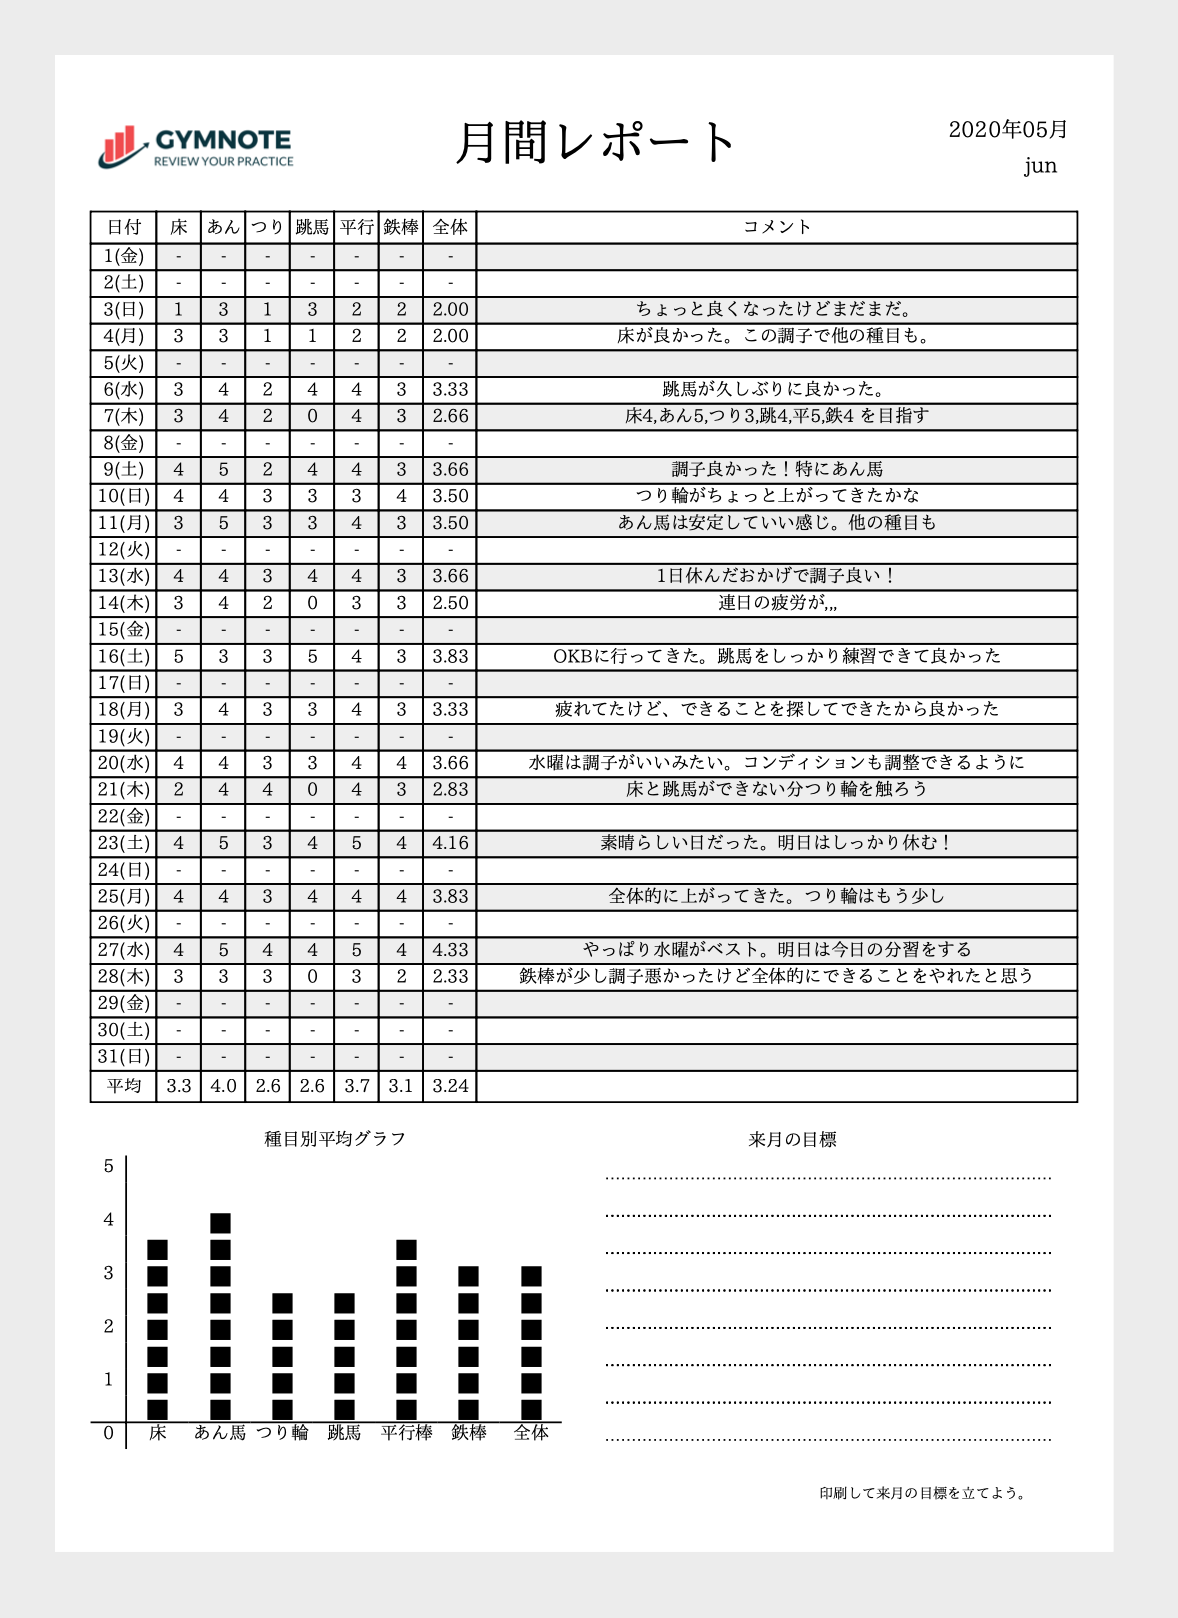 GYMNOTE
REVIEW YOUR PRACTICE
月間レポート
2020年05月
jun
日付 床 あん つり 跳馬 平行 鉄棒 全体 コメント
1(金) - - - - - - -
2(土) - - - - - - -
3(日) 1 3 1 3 2 2 2.00 ちょっと良くなったけどまだまだ。
4(月) 3 3 1 1 2 2 2.00 床が良かった。この調子で他の種目も。
5(火) - - - - - - -
6(水) 3 4 2 4 4 3 3.33 跳馬が久しぶりに良かった。
7(木) 3 4 2 0 4 3 2.66 床4,あん5,つり3,跳4,平5,鉄4 を目指す
8(金) - - - - - - -
9(土) 4 5 2 4 4 3 3.66 調子良かった！特にあん馬
10(日) 4 4 3 3 3 4 3.50 つり輪がちょっと上がってきたかな
11(月) 3 5 3 3 4 3 3.50 あん馬は安定していい感じ。他の種目も
12(火) - - - - - - -
13(水) 4 4 3 4 4 3 3.66 1日休んだおかげで調子良い！
14(木) 3 4 2 0 3 3 2.50 連日の疲労が,,,
15(金) - - - - - - -
16(土) 5 3 3 5 4 3 3.83 OKBに行ってきた。跳馬をしっかり練習できて良かった
17(日) - - - - - - -
18(月) 3 4 3 3 4 3 3.33 疲れてたけど、できることを探してできたから良かった
19(火) - - - - - - -
20(水) 4 4 3 3 4 4 3.66 水曜は調子がいいみたい。コンディションも調整できるように
21(木) 2 4 4 0 4 3 2.83 床と跳馬ができない分つり輪を触ろう
22(金) - - - - - - -
23(土) 4 5 3 4 5 4 4.16 素晴らしい日だった。明日はしっかり休む！
24(日) - - - - - - -
25(月) 4 4 3 4 4 4 3.83 全体的に上がってきた。つり輪はもう少し
26(火) - - - - - - -
27(水) 4 5 4 4 5 4 4.33 やっぱり水曜がベスト。明日は今日の分習をする
28(木) 3 3 3 0 3 2 2.33 鉄棒が少し調子悪かったけど全体的にできることをやれたと思う
29(金) - - - - - - -
30(土) - - - - - - -
31(日) - - - - - - -
平均 3.3 4.0 2.6 2.6 3.7 3.1 3.24
種目別平均グラフ
5
4
3
2
1
0
床 あん馬 つり輪 跳馬 平行棒 鉄棒 全体
来月の目標
印刷して来月の目標を立てよう。